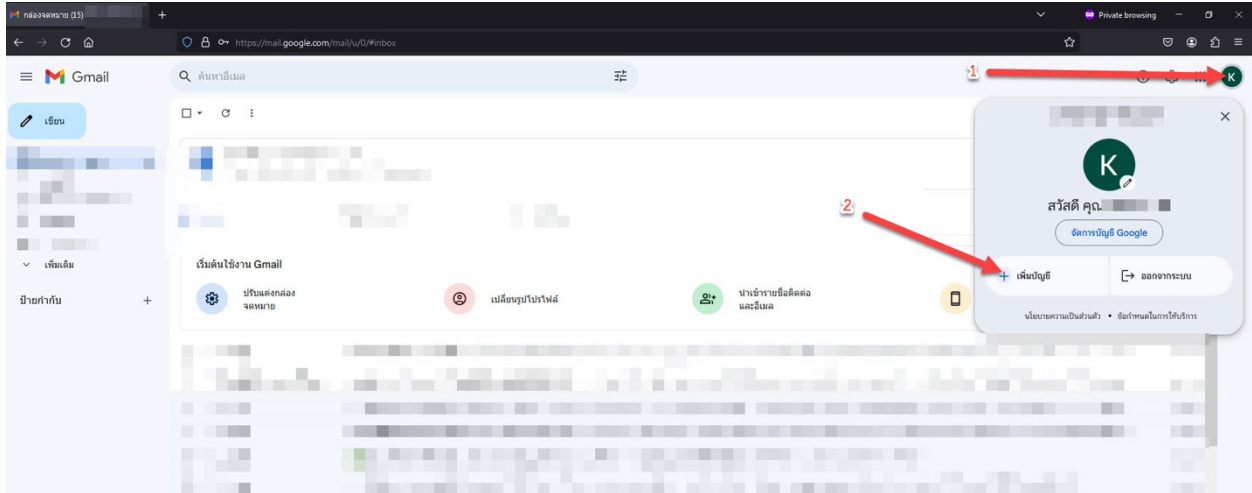 กล่องจดหมาย (15)
Private browsing
https://mail.google.com/mail/u/0/#inbox
Gmail
ค้นหาอีเมล
1
เขียน
K
K
สวัสดี คุณ
จัดการบัญชี Google
2
เพิ่มบัญชี
ออกจากระบบ
นโยบายความเป็นส่วนตัว • ข้อกำหนดในการให้บริการ
เพิ่มเติม
ป้ายกำกับ
เริ่มต้นใช้งาน Gmail
ปรับแต่งกล่อง
จดหมาย
เปลี่ยนรูปโปรไฟล์
นำเข้ารายชื่อติดต่อ
และอีเมล